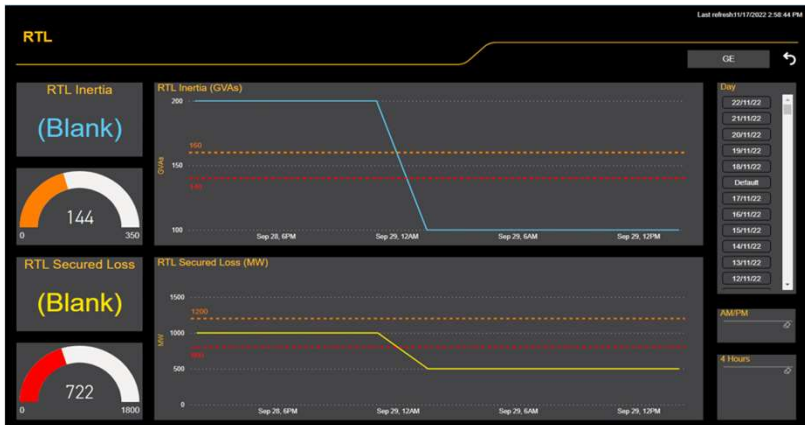 Last refresh11/17/2022 2:58:44 PM
RTL
GE
RTL Inertia
(Blank)
144
0
350
RTL Inertia (GVAs)
GVAs
200
160
150
140
100
Sep 28, 6PM
Sep 29, 12AM
Sep 29, 6AM
Sep 29, 12PM
RTL Secured Loss
(Blank)
722
0
1800
RTL Secured Loss (MW)
MW
1500
1200
1000
500
0
Sep 28, 6PM
Sep 29, 12AM
Sep 29, 6AM
Sep 29, 12PM
Day
22/11/22
21/11/22
20/11/22
19/11/22
18/11/22
Default
17/11/22
16/11/22
15/11/22
14/11/22
13/11/22
12/11/22
AM/PM
4 Hours